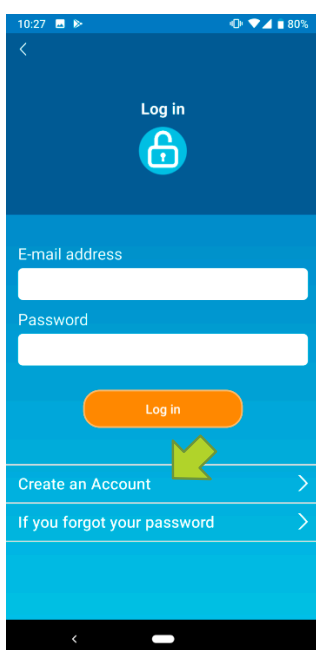 10:27 80%
Log in
E-mail address
Password
Log in
Create an Account
If you forgot your password